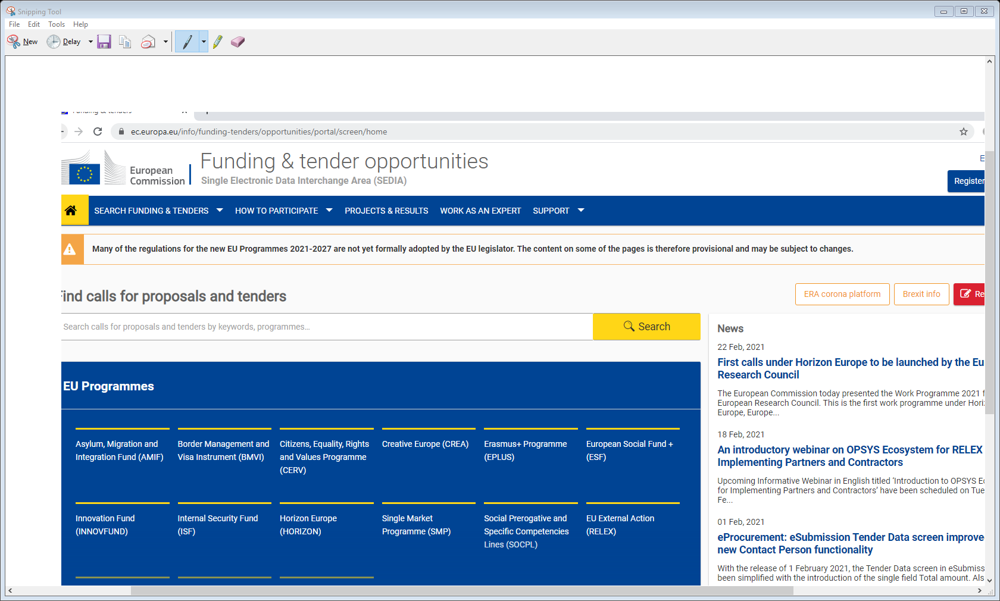 Snipping Tool
File Edit Tools Help
New Delay
ec.europa.eu/info/funding-tenders/opportunities/portal/screen/home
European
Commission
Funding & tender opportunities
Single Electronic Data Interchange Area (SEDIA)
Register
SEARCH FUNDING & TENDERS HOW TO PARTICIPATE PROJECTS & RESULTS WORK AS AN EXPERT SUPPORT
Many of the regulations for the new EU Programmes 2021-2027 are not yet formally adopted by the EU legislator. The content on some of the pages is therefore provisional and may be subject to changes.
Find calls for proposals and tenders
ERA corona platform Brexit info Re
Search calls for proposals and tenders by keywords, programmes...
Search
EU Programmes
Asylum, Migration and
Integration Fund (AMIF)
Border Management and
Visa Instrument (BMVI)
Citizens, Equality, Rights
and Values Programme
(CERV)
Creative Europe (CREA)
Erasmus+ Programme
(EPLUS)
European Social Fund +
(ESF)
Innovation Fund
(INNOVFUND)
Internal Security Fund
(ISF)
Horizon Europe
(HORIZON)
Single Market
Programme (SMP)
Social Prerogative and
Specific Competencies
Lines (SOCPL)
EU External Action
(RELEX)
News
22 Feb, 2021
First calls under Horizon Europe to be launched by the Eu
Research Council
The European Commission today presented the Work Programme 2021 f
European Research Council. This is the first work programme under Hori
Europe, Europe...
18 Feb, 2021
An introductory webinar on OPSYS Ecosystem for RELEX
Implementing Partners and Contractors
Upcoming Informative Webinar in English titled ‘Introduction to OPSYS E
for Implementing Partners and Contractors’ have been scheduled on Tue
Fe...
01 Feb, 2021
eProcurement: eSubmission Tender Data screen improve
new Contact Person functionality
With the release of 1 February 2021, the Tender Data screen in eSubmiss
been simplified with the introduction of the single field Total amount. Als